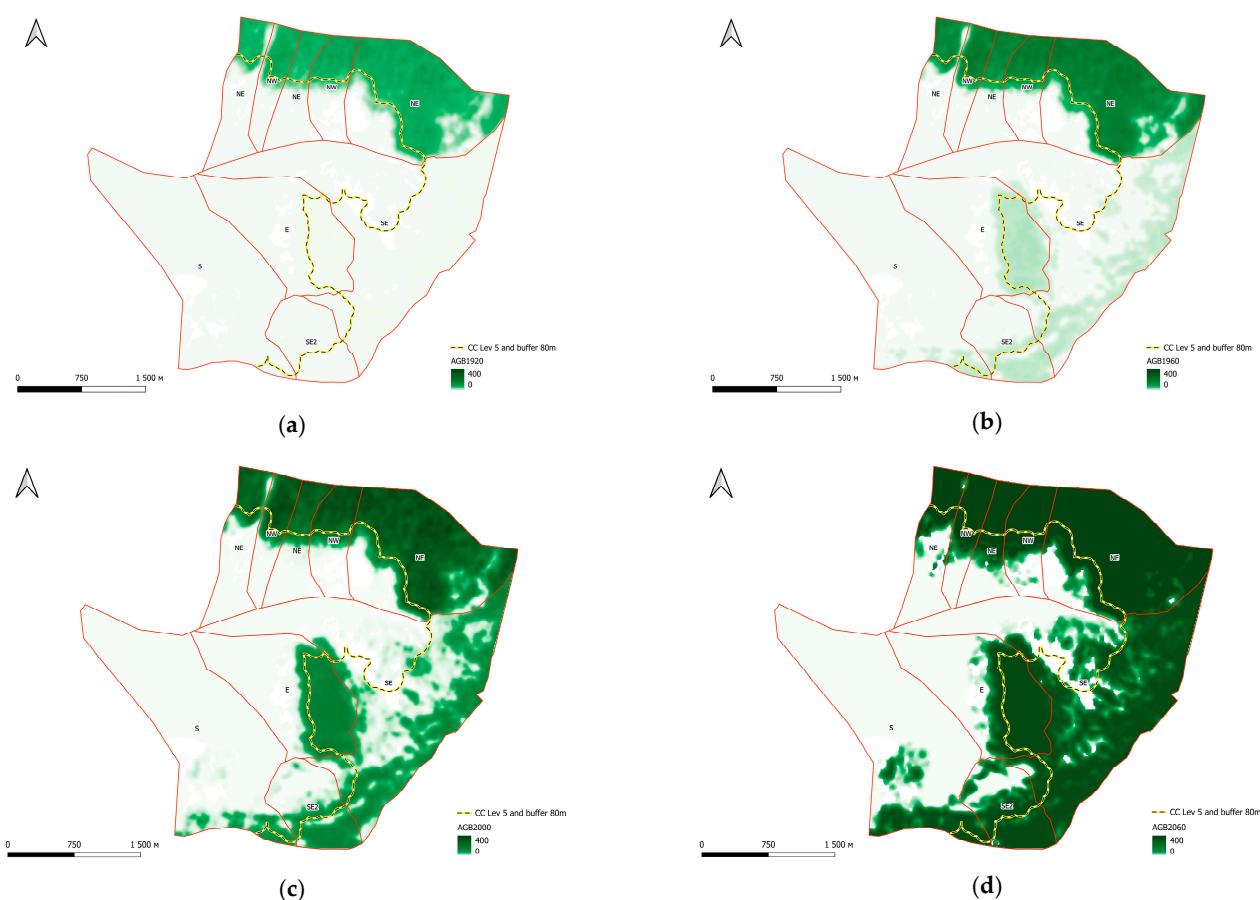 NW
NE
NW
NE
NE
E
SE
S
SE2
CC Lev 5 and buffer 80m
AGB1920
400
0
0 750 1 500 м
(a)
NW
NE
NW
NE
NE
E
SE
S
SE2
CC Lev 5 and buffer 80m
AGB1960
400
0
0 750 1 500 м
(b)
NW
NW
NE
NE
NE
E
SE
S
SE2
CC Lev 5 and buffer 80m
AGB2000
400
0
0 750 1 500 м
(c)
NW
NW
NE
NE
NE
E
SE
S
SE2
CC Lev 5 and buffer 80m
AGB2060
400
0
0 750 1 500 м
(d)